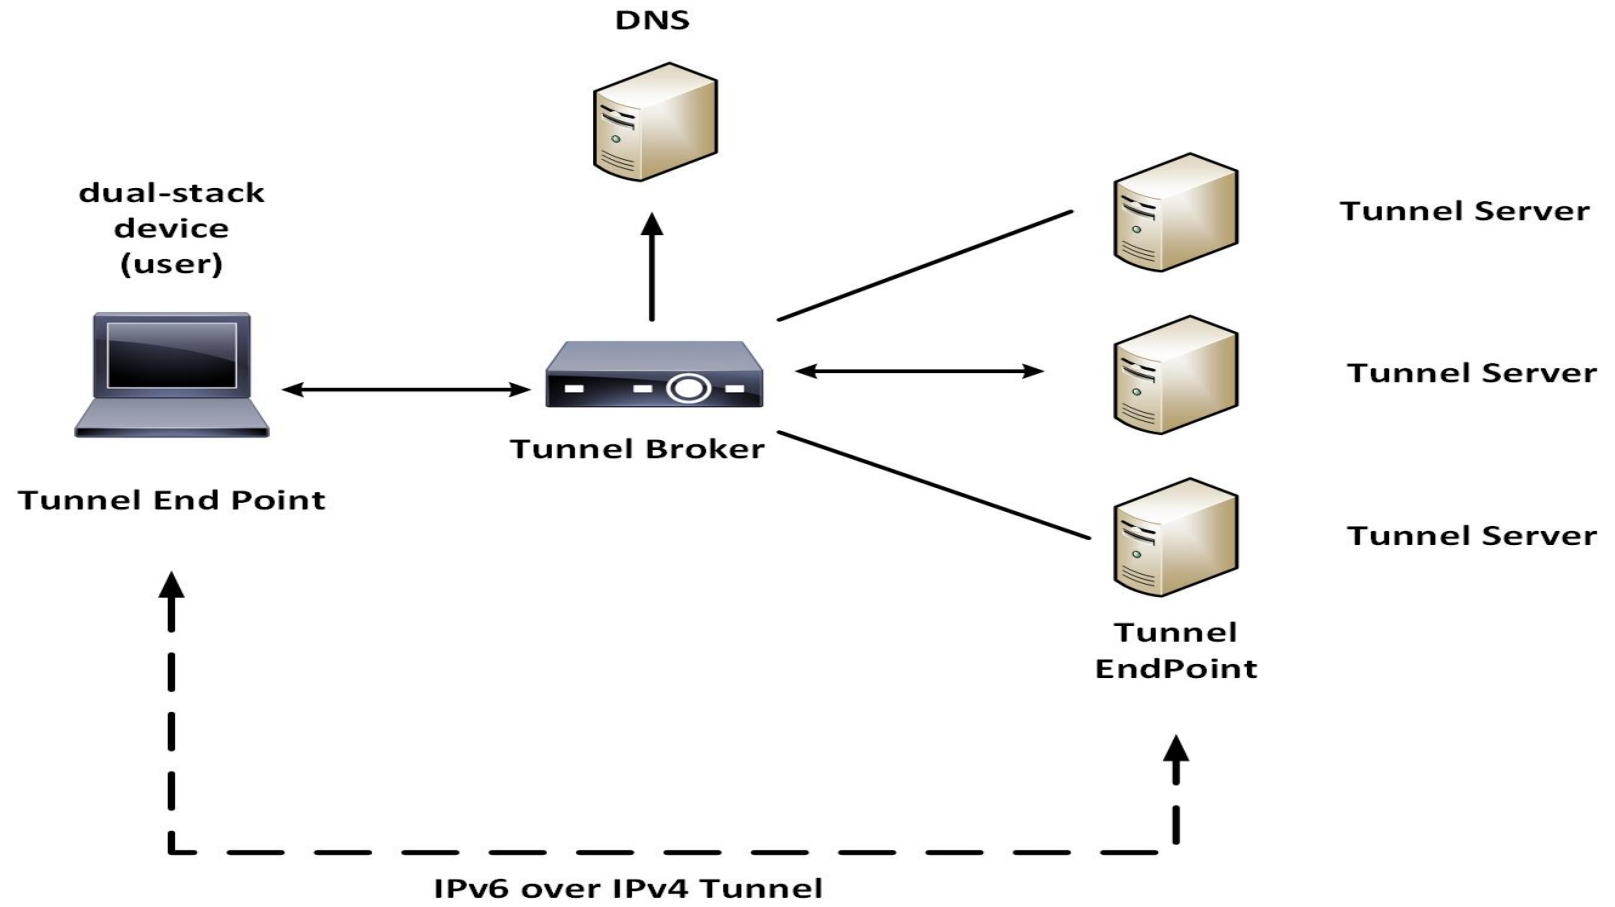 DNS
dual-stack
device
(user)
Tunnel Server
Tunnel Server
Tunnel Broker
Tunnel End Point
Tunnel Server
Tunnel
EndPoint
IPv6 over IPv4 Tunnel